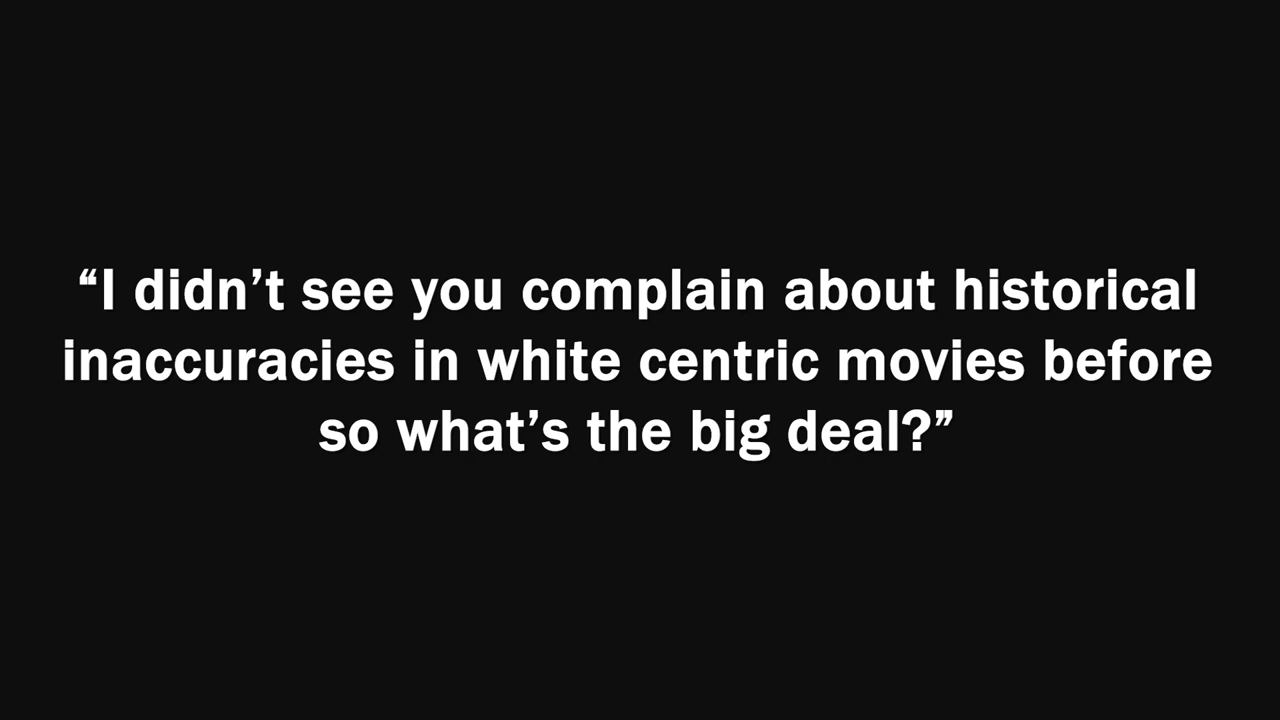 “I didn’t see you complain about historical
inaccuracies in white centric movies before
so what’s the big deal?”